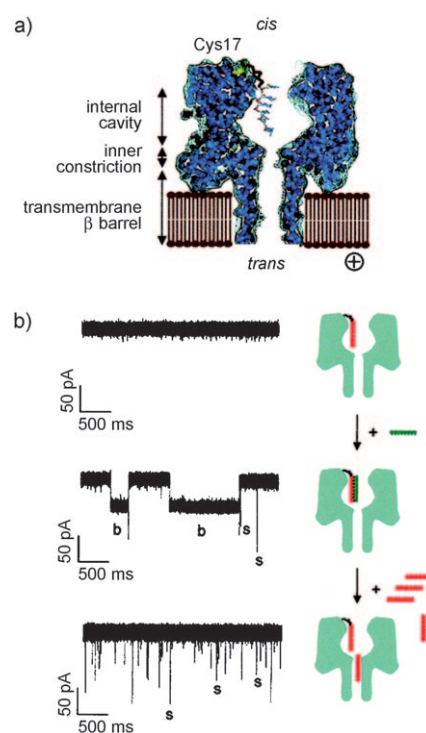 a)
cis
Cys17
internal
cavity
inner
constriction
transmembrane
β barrel
trans
⊕
b)
50 pA
500 ms
+
50 pA
500 ms
b
b
s
s
+
50 pA
500 ms
s
s
s